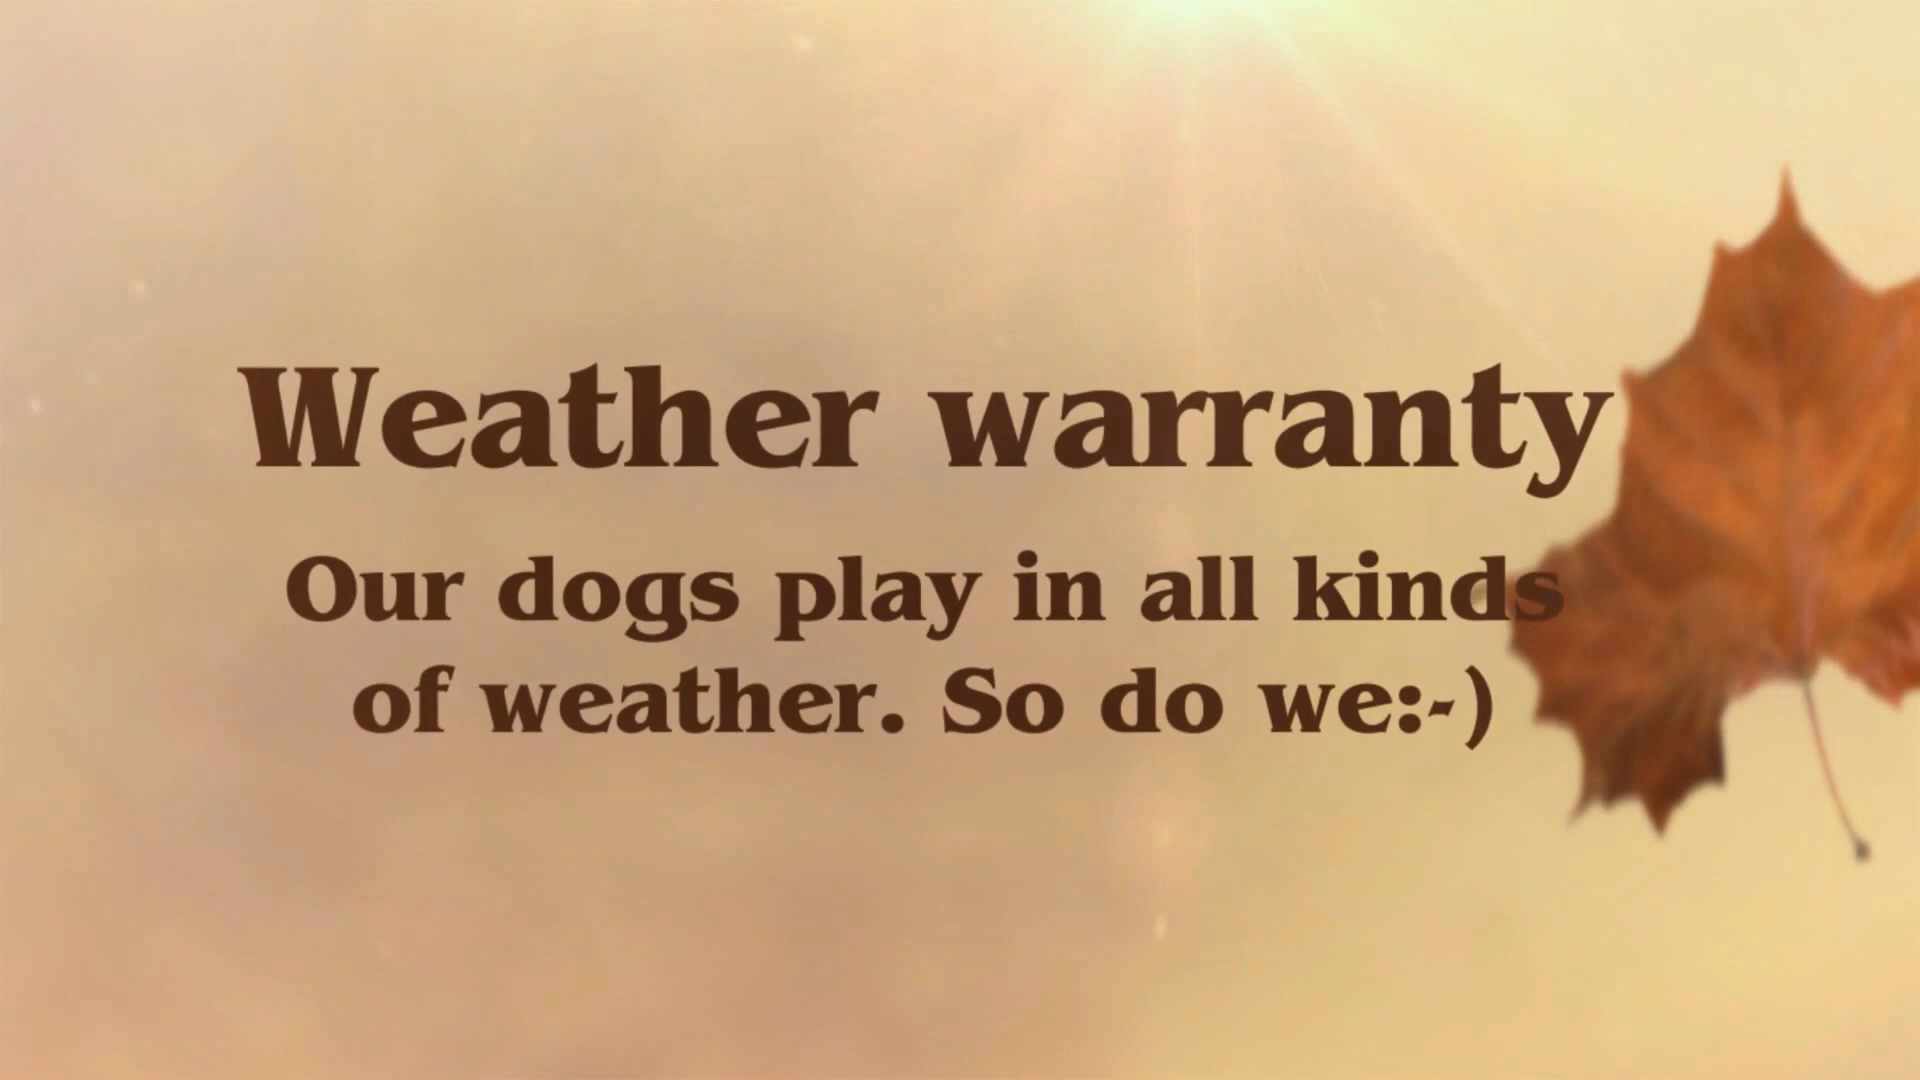 Weather warranty
Our dogs play in all kinds
of weather. So do we:-)